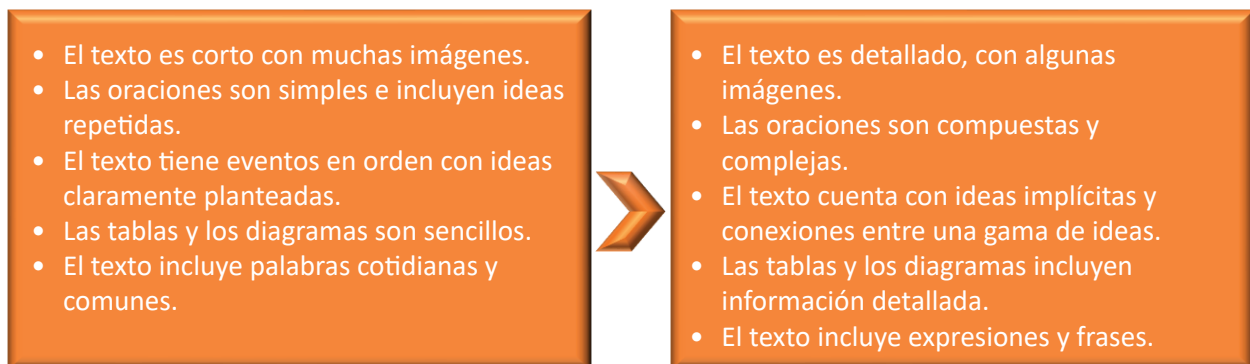 • El texto es corto con muchas imágenes.
• Las oraciones son simples e incluyen ideas
repetidas.
• El texto tiene eventos en orden con ideas
claramente planteadas.
• Las tablas y los diagramas son sencillos.
• El texto incluye palabras cotidianas y
comunes.
• El texto es detallado, con algunas
imágenes.
• Las oraciones son compuestas y
complejas.
• El texto cuenta con ideas implícitas y
conexiones entre una gama de ideas.
• Las tablas y los diagramas incluyen
información detallada.
• El texto incluye expresiones y frases.